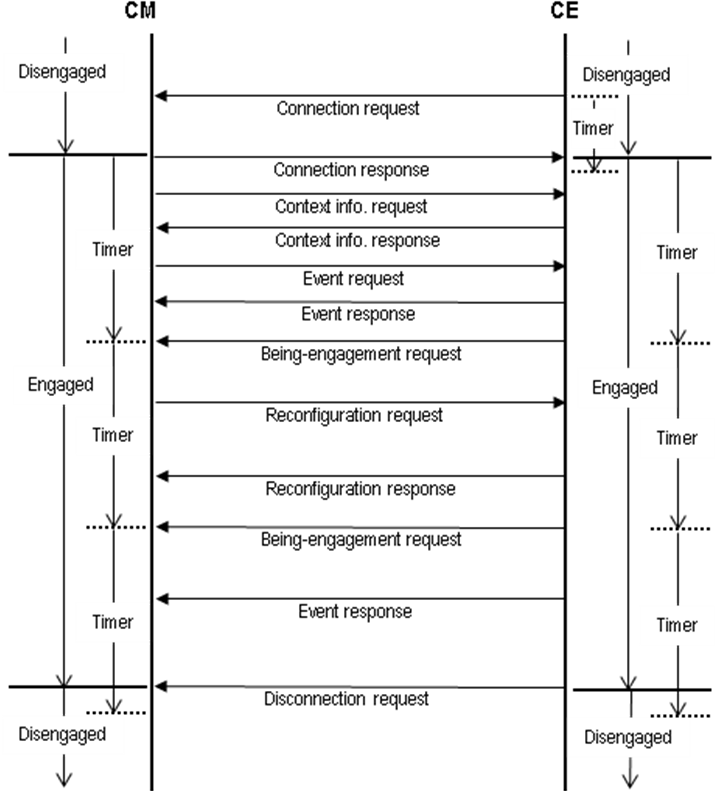 CM
CE
Disengaged
Disengaged
Connection request
Timer
Connection response
Context info. request
Context info. response
Timer
Timer
Event request
Event response
Being-engagement request
Engaged
Engaged
Reconfiguration request
Timer
Timer
Reconfiguration response
Being-engagement request
Event response
Timer
Timer
Disconnection request
Disengaged
Disengaged